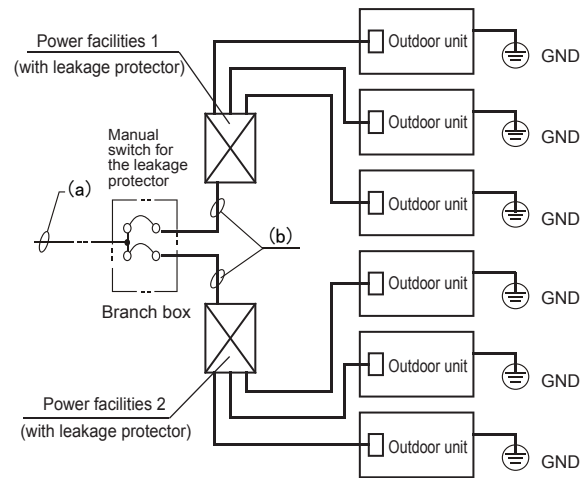 Power facilities 1
(with leakage protector)
Manual
switch for
the leakage
protector
(a)
(b)
Branch box
Power facilities 2
(with leakage protector)
Outdoor unit
GND
Outdoor unit
GND
Outdoor unit
GND
Outdoor unit
GND
Outdoor unit
GND
Outdoor unit
GND